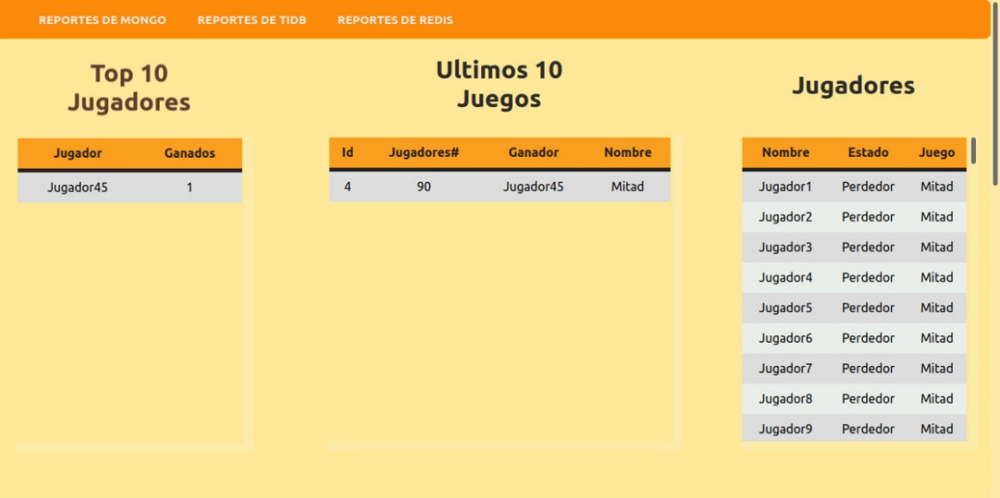 REPORTES DE MONGO REPORTES DE TIDB REPORTES DE REDIS
Top 10
Jugadores
Jugador Ganados
Jugador45 1
Ultimos 10
Juegos
Id Jugadores# Ganador Nombre
4 90 Jugador45 Mitad
Jugadores
Nombre Estado Juego
Jugador1 Perdedor Mitad
Jugador2 Perdedor Mitad
Jugador3 Perdedor Mitad
Jugador4 Perdedor Mitad
Jugador5 Perdedor Mitad
Jugador6 Perdedor Mitad
Jugador7 Perdedor Mitad
Jugador8 Perdedor Mitad
Jugador9 Perdedor Mitad